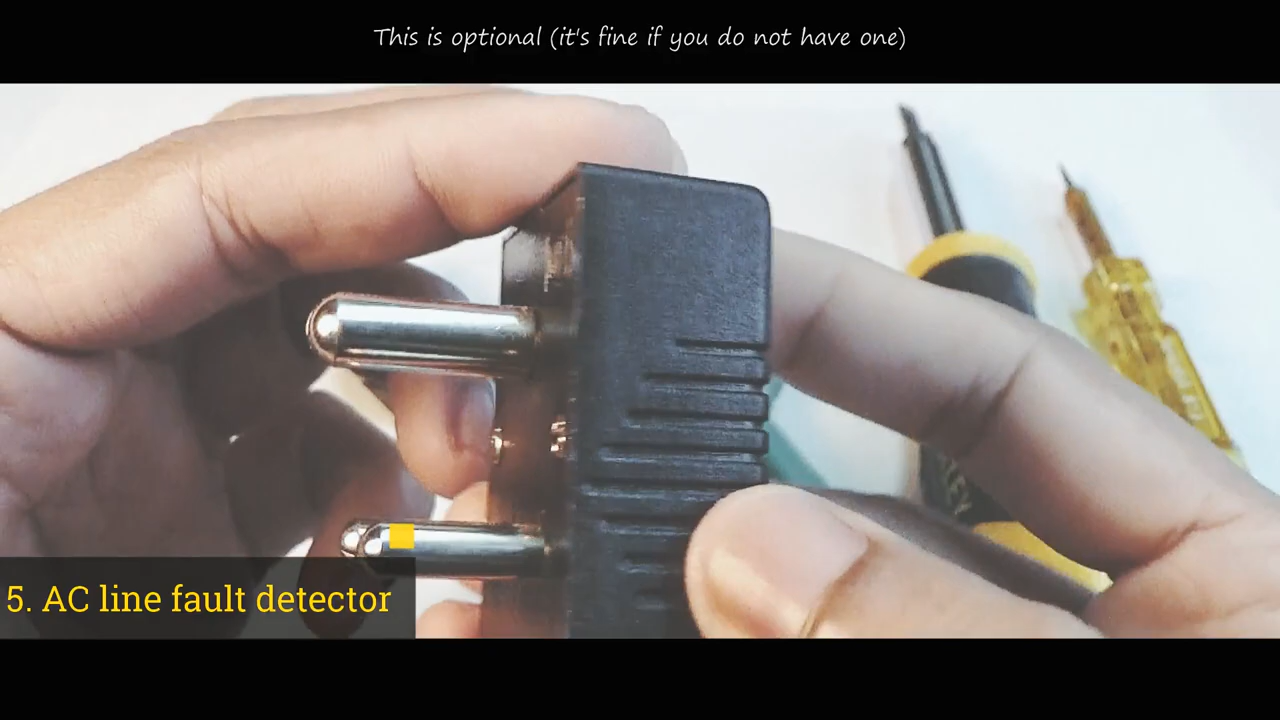 This is optional (it's fine if you do not have one)
5. AC line fault detector